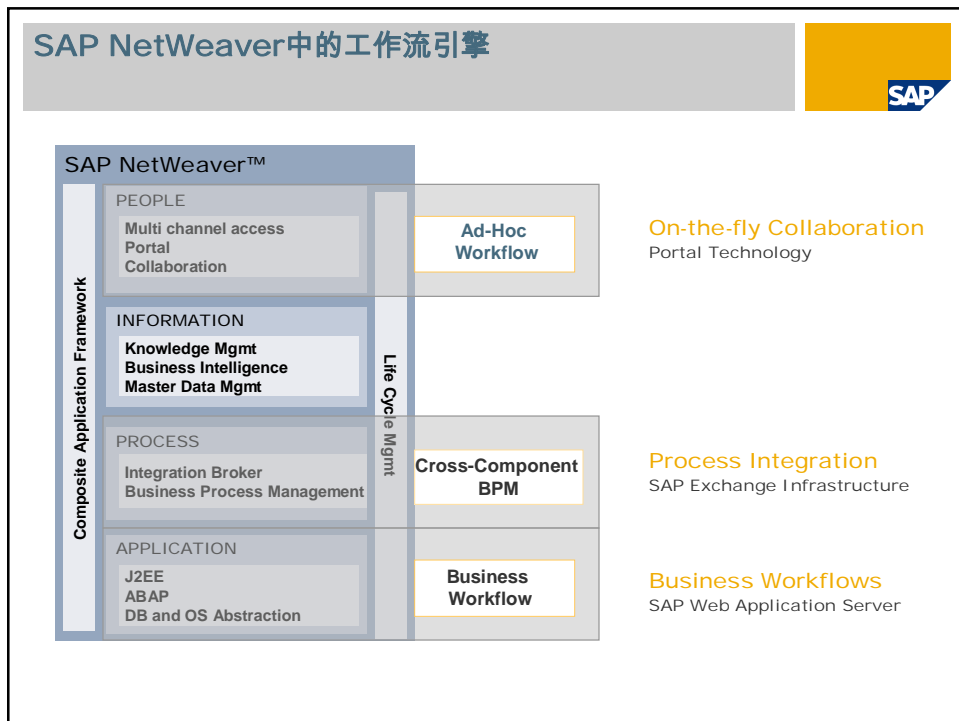 SAP NetWeaver中的工作流引擎
SAP
SAP NetWeaver™
Composite Application Framework
PEOPLE
Multi channel access
Portal
Collaboration
INFORMATION
Knowledge Mgmt
Business Intelligence
Master Data Mgmt
PROCESS
Integration Broker
Business Process Management
APPLICATION
J2EE
ABAP
DB and OS Abstraction
Life Cycle Mgmt
Ad-Hoc
Workflow
On-the-fly Collaboration
Portal Technology
Cross-Component
BPM
Process Integration
SAP Exchange Infrastructure
Business
Workflow
Business Workflows
SAP Web Application Server